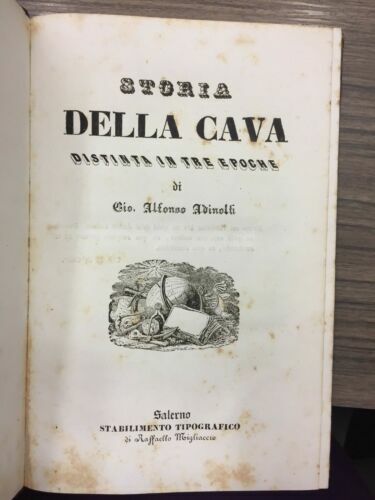 STORIA
DELLA CAVA
DISTINTA IN TRE EPOCHE
di
Gio. Alfonso Adinolfi
Salerno
STABILIMENTO TIPOGRAFICO
di Raffaello Migliaccio